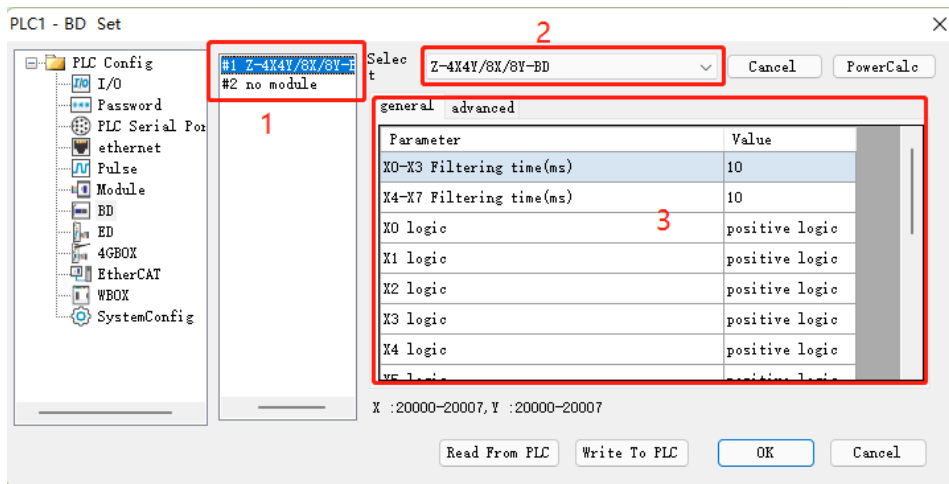 PLC1 - BD Set
PLC Config
I/O
Password
PLC Serial Por
ethernet
Pulse
Module
BD
ED
4GBOX
EtherCAT
WBOX
SystemConfig
1
#1 Z-4X4Y/8X/8Y-B
#2 no module
2
Select
Z-4X4Y/8X/8Y-BD
Cancel
PowerCalc
general advanced
Parameter Value
X0-X3 Filtering time(ms) 10
X4-X7 Filtering time(ms) 10
3
X0 logic positive logic
X1 logic positive logic
X2 logic positive logic
X3 logic positive logic
X4 logic positive logic
X :20000-20007, Y :20000-20007
Read From PLC
Write To PLC
OK
Cancel